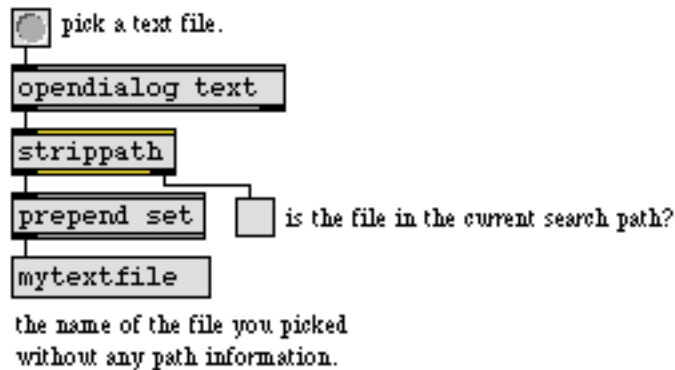 pick a text file.
opendialog text
strippath
prepend set
is the file in the current search path?
mytextfile
the name of the file you picked
without any path information.